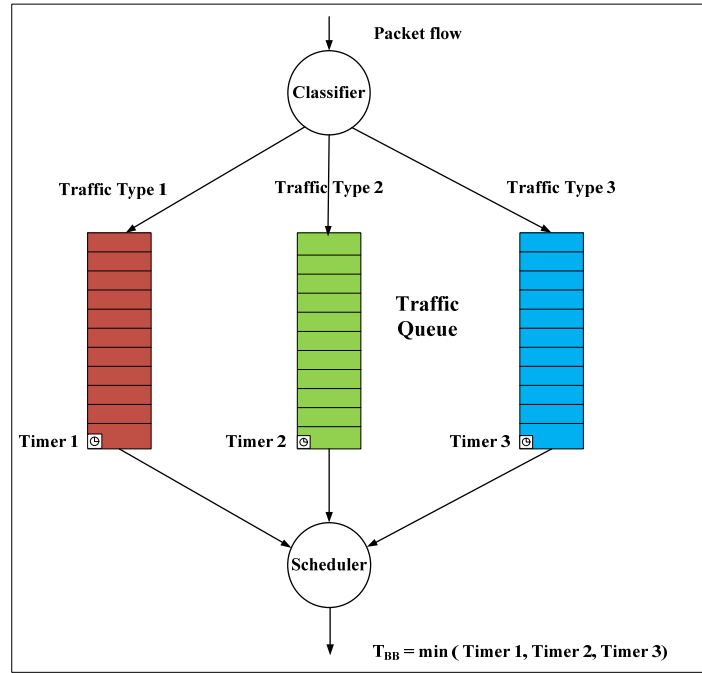 Packet flow
Classifier
Traffic Type 1
Traffic Type 2
Traffic Type 3
Traffic
Queue
Timer 1
Timer 2
Timer 3
Scheduler
T_BB = min ( Timer 1, Timer 2, Timer 3)